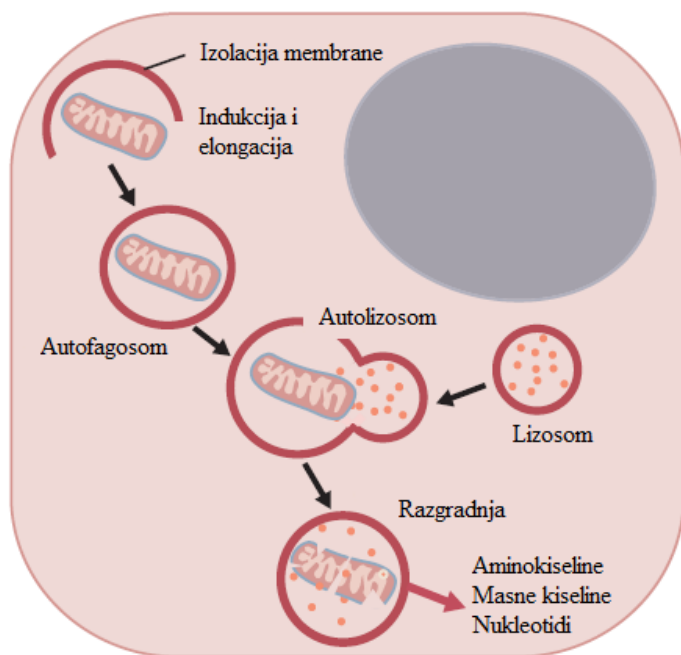 Izolacija membrane
Indukcija i
elongacija
Autofagosom
Autolizosom
Lizosom
Razgradnja
Aminokiseline
Masne kiseline
Nukleotidi